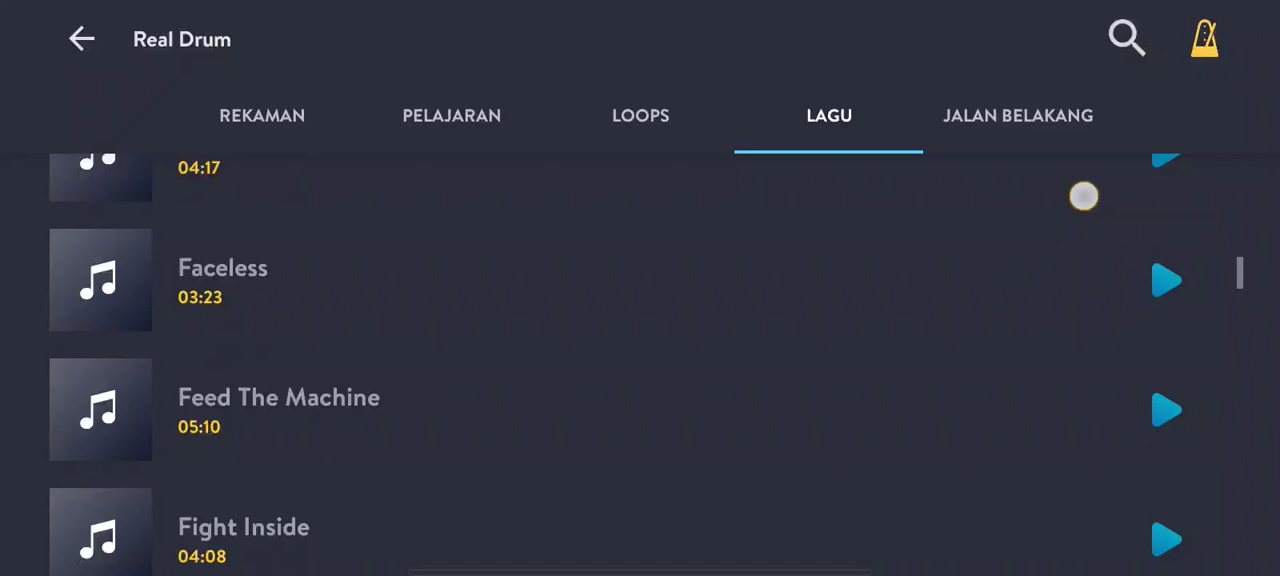 Real Drum
REKAMAN
PELAJARAN
LOOPS
LAGU
JALAN BELAKANG
04:17
Faceless
03:23
Feed The Machine
05:10
Fight Inside
04:08